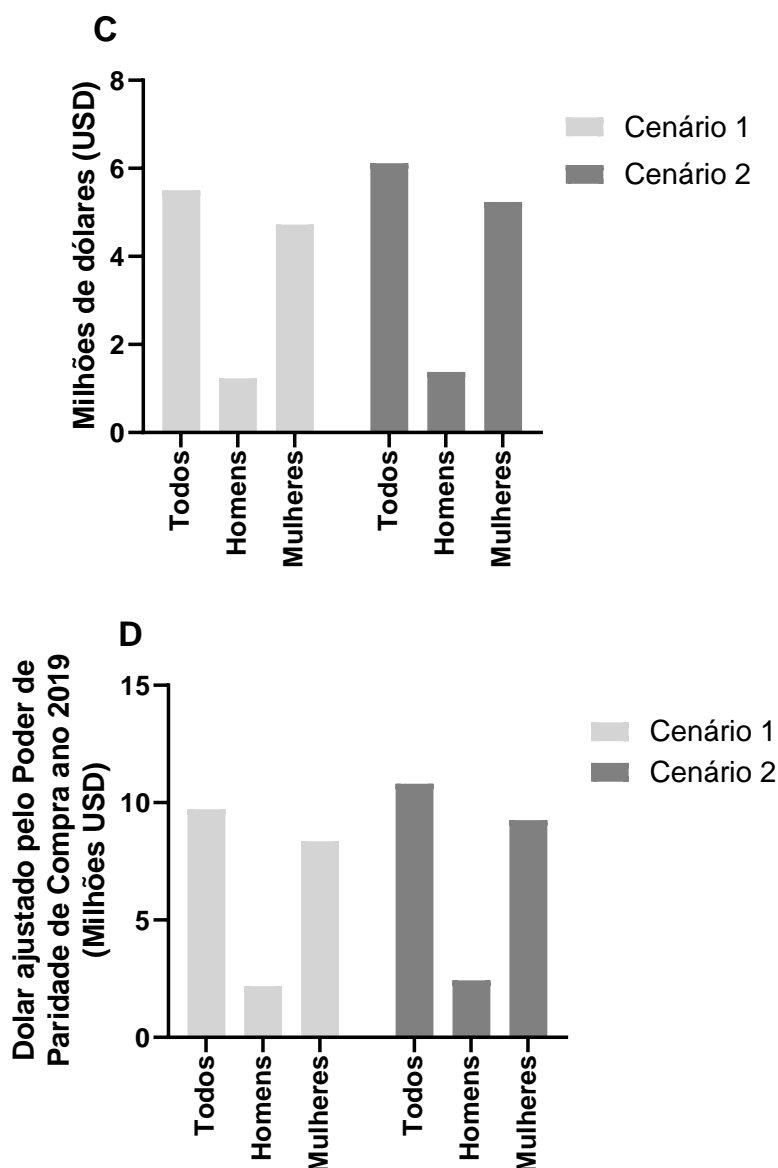 C
Milhões de dólares (USD)
8
6
4
2
0
Todos
Homens
Mulheres
Todos
Homens
Mulheres
Cenário 1
Cenário 2
D
Dolar ajustado pelo Poder de
Paridade de Compra ano 2019
(Milhões USD)
15
10
5
0
Todos
Homens
Mulheres
Todos
Homens
Mulheres
Cenário 1
Cenário 2